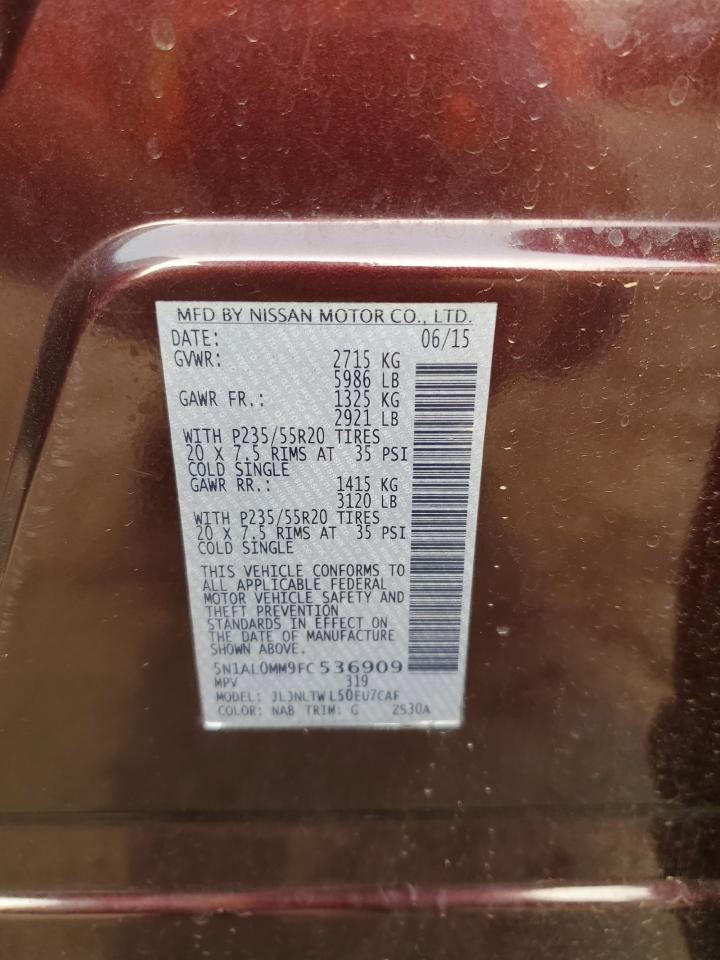 MFD BY NISSAN MOTOR CO., LTD.
DATE: 06/15
GVWR: 2715 KG
5986 LB
GAWR FR.: 1325 KG
2921 LB
WITH P235/55R20 TIRES
20 X 7.5 RIMS AT 35 PSI
COLD SINGLE
GAWR RR.: 1415 KG
3120 LB
WITH P235/55R20 TIRES
20 X 7.5 RIMS AT 35 PSI
COLD SINGLE
THIS VEHICLE CONFORMS TO
ALL APPLICABLE FEDERAL
MOTOR VEHICLE SAFETY AND
THEFT PREVENTION
STANDARDS IN EFFECT ON
THE DATE OF MANUFACTURE
SHOWN ABOVE.
5N1AL0MM9FC536909
MPV 319
MODEL: JLJNLTWL50EU7CAF
COLOR: NAB TRIM: G 2S30A